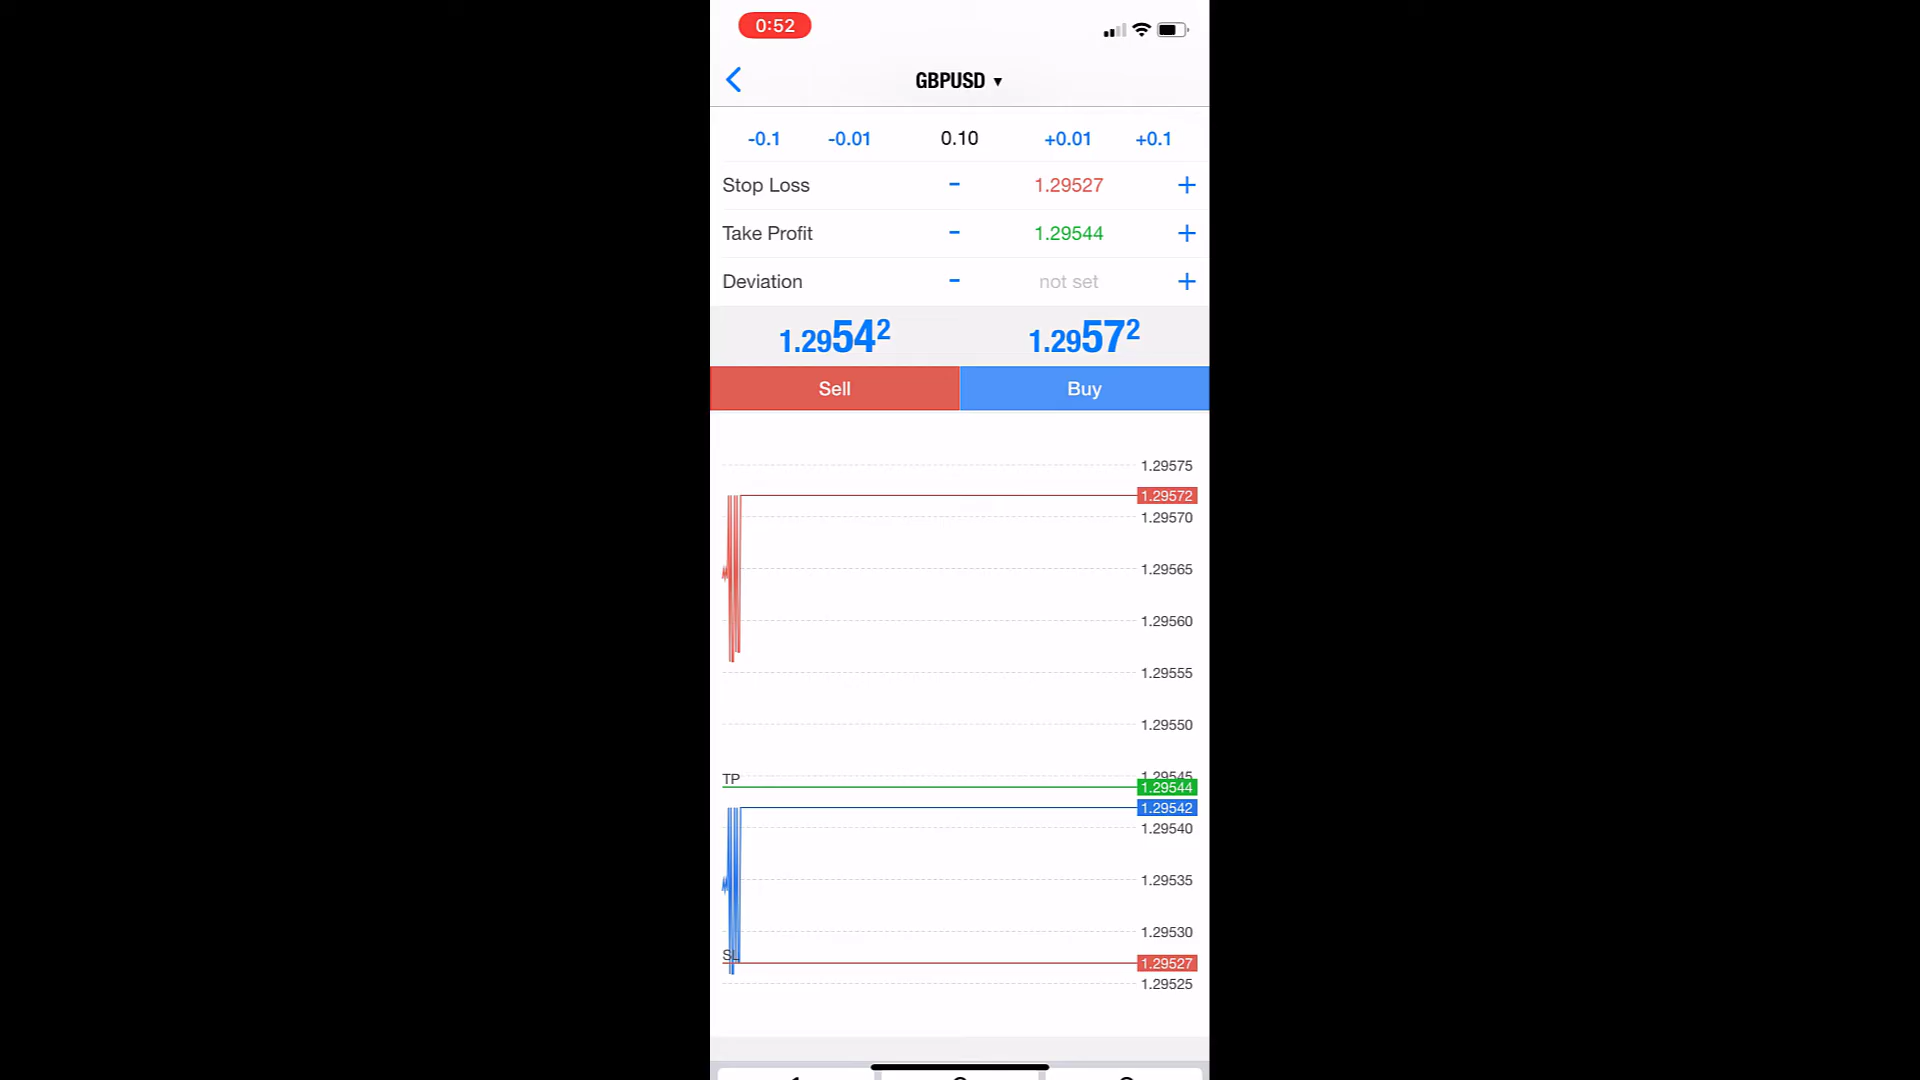 0:52
GBPUSD ▼
-0.1 -0.01 0.10 +0.01 +0.1
Stop Loss - 1.29527 +
Take Profit - 1.29544 +
Deviation - not set +
1.29542 1.29572
Sell Buy
1.29575
1.29572
1.29570
1.29565
1.29560
1.29555
1.29550
TP 1.29545
1.29544
1.29542
1.29540
1.29535
1.29530
SL 1.29527
1.29525